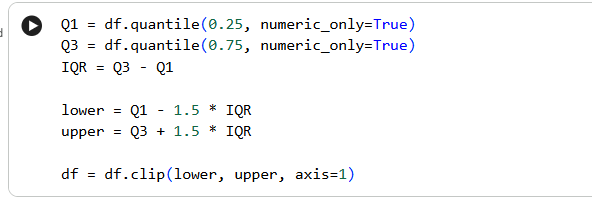 Q1 = df.quantile(0.25, numeric_only=True)
Q3 = df.quantile(0.75, numeric_only=True)
IQR = Q3 - Q1

lower = Q1 - 1.5 * IQR
upper = Q3 + 1.5 * IQR

df = df.clip(lower, upper, axis=1)